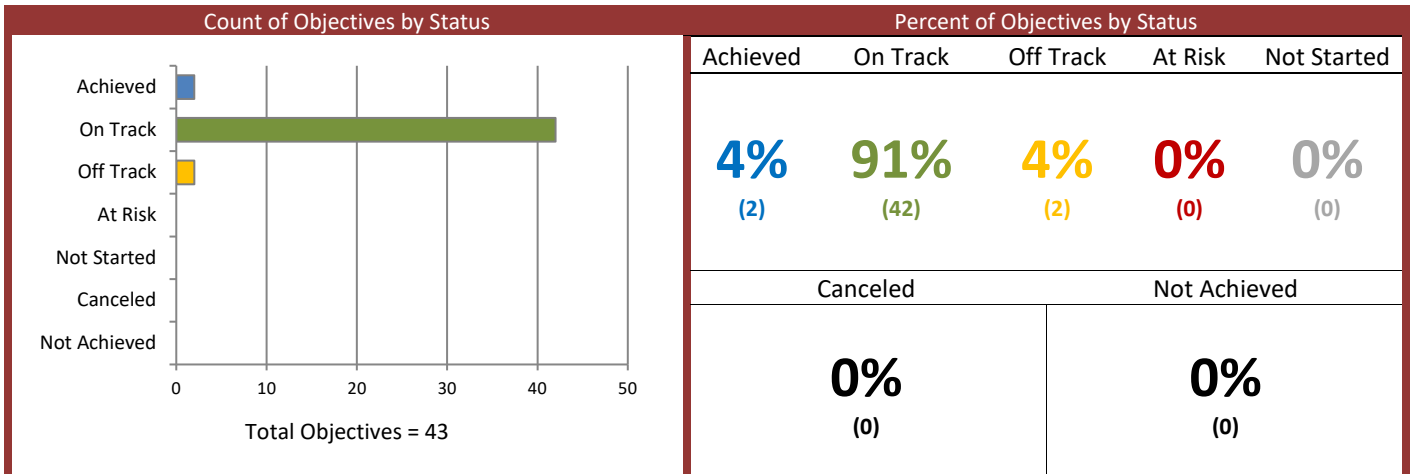 Count of Objectives by Status
Achieved
On Track
Off Track
At Risk
Not Started
Canceled
Not Achieved
0 10 20 30 40 50
Total Objectives = 43
Percent of Objectives by Status
Achieved On Track Off Track At Risk Not Started
4% 91% 4% 0% 0%
(2) (42) (2) (0) (0)
Canceled Not Achieved
0% 0%
(0) (0)